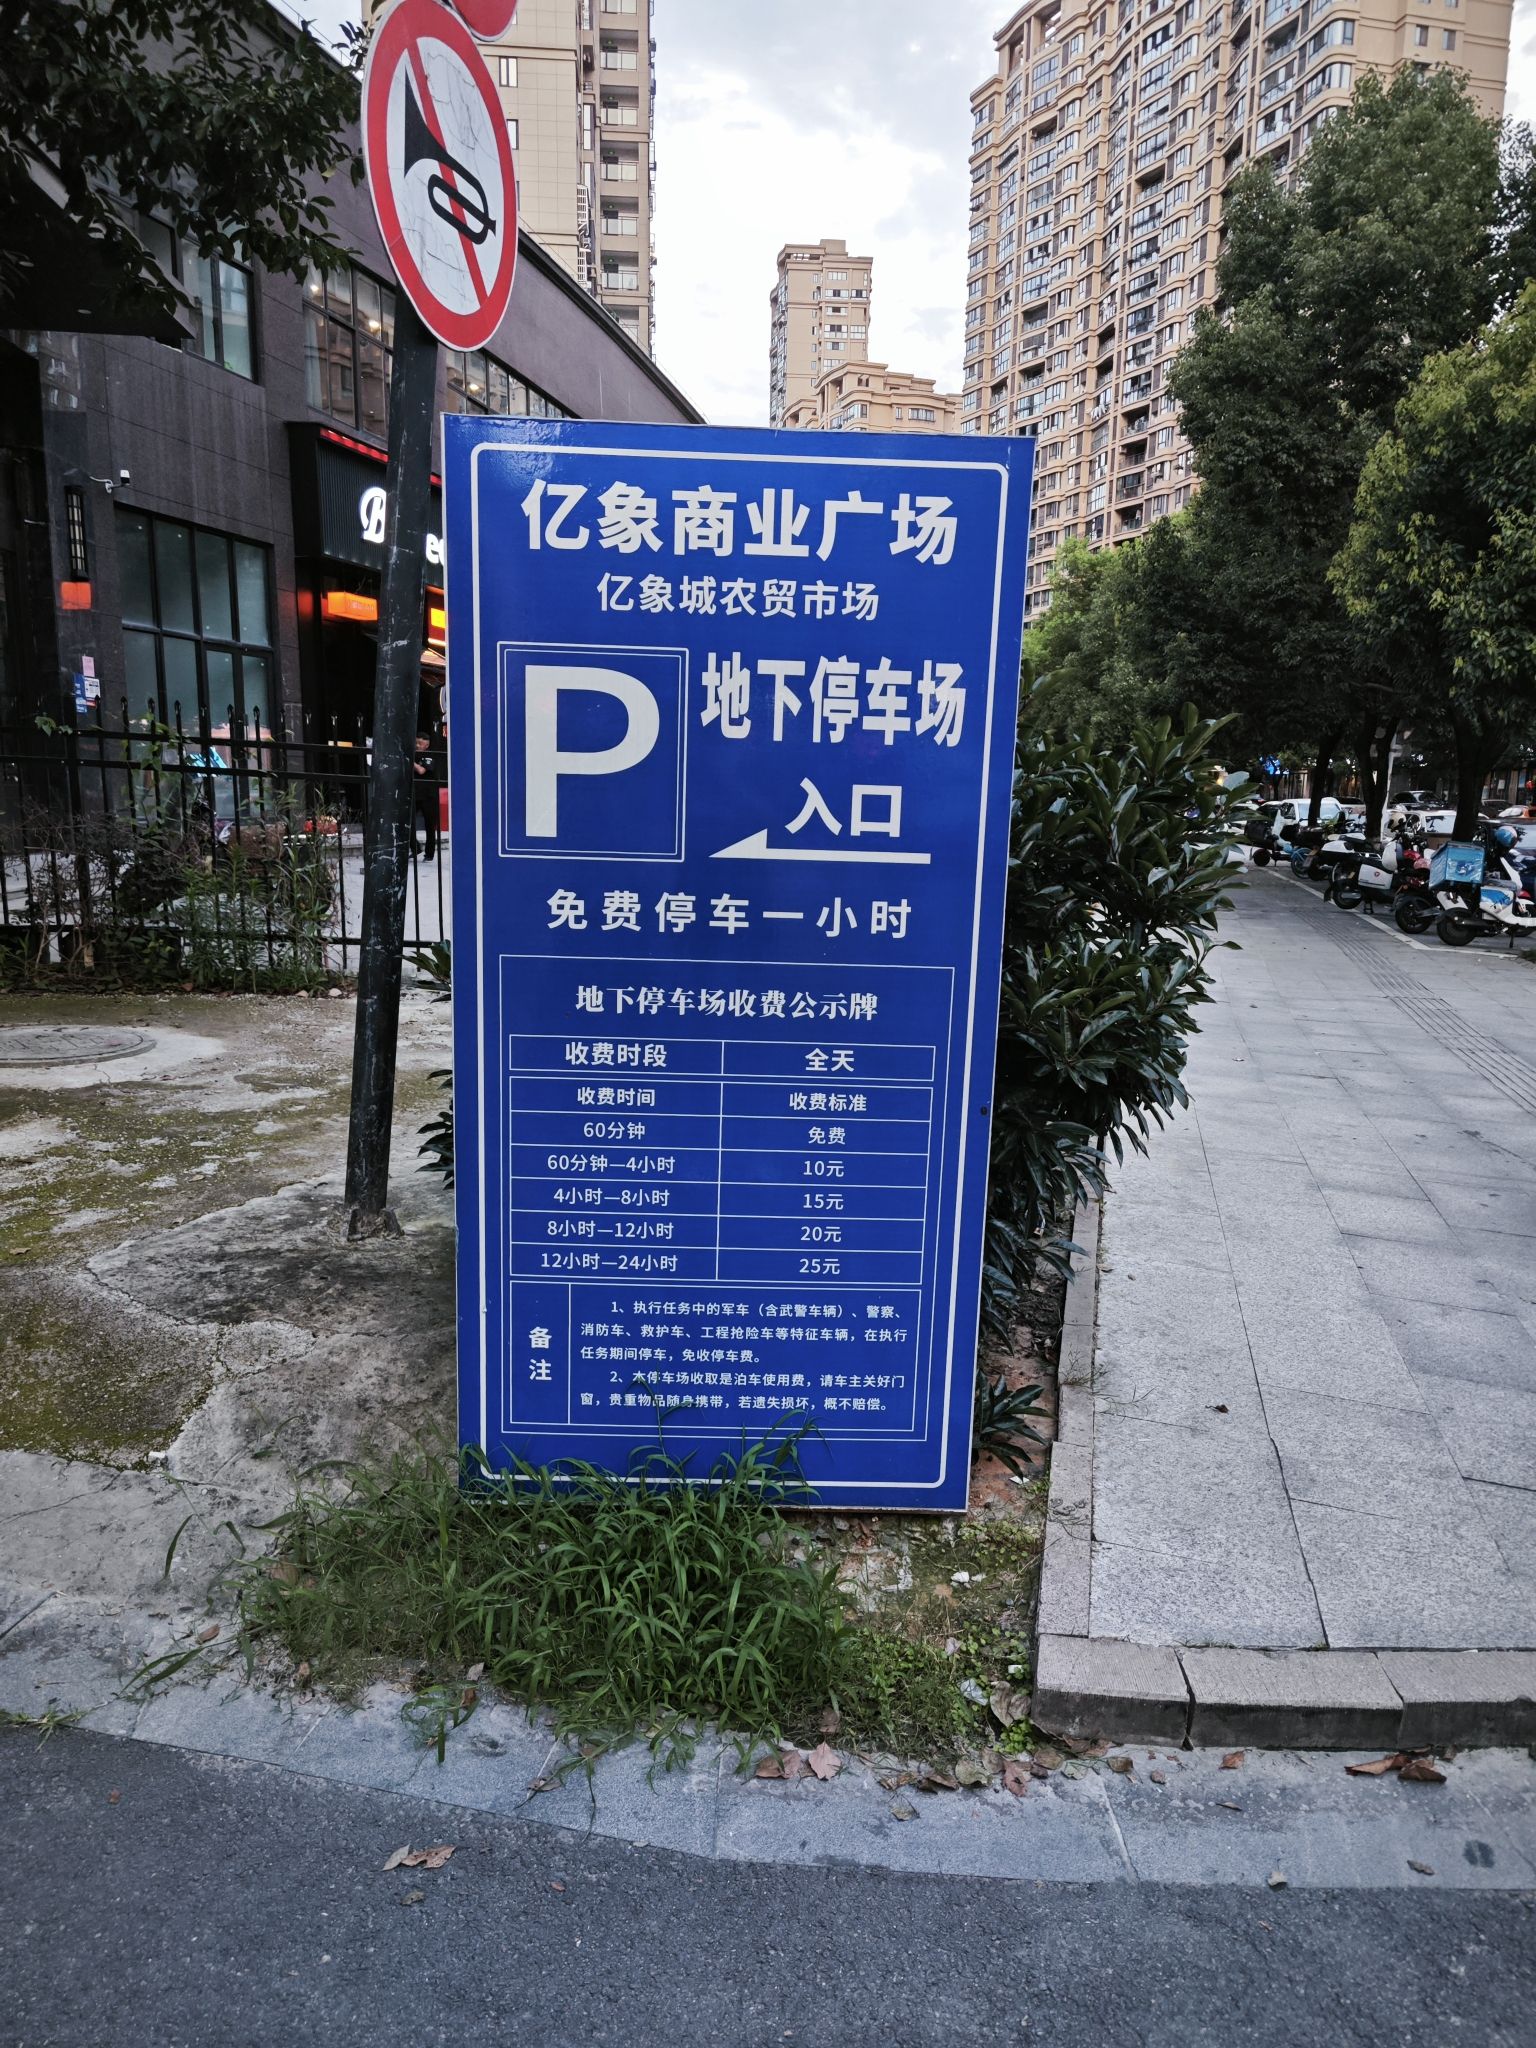 亿象商业广场
亿象城农贸市场
P
地下停车场
入口
免费停车一小时
地下停车场收费公示牌
收费时段 全天
收费时间 收费标准
60分钟 免费
60分钟—4小时 10元
4小时—8小时 15元
8小时—12小时 20元
12小时—24小时 25元
备注
1、执行任务中的军车（含武警车辆）、警察、
消防车、救护车、工程抢险车等特征车辆，在执行
任务期间停车，免收停车费。
2、本停车场收取是泊车使用费，请车主关好门
窗，贵重物品随身携带，若遗失损坏，概不赔偿。